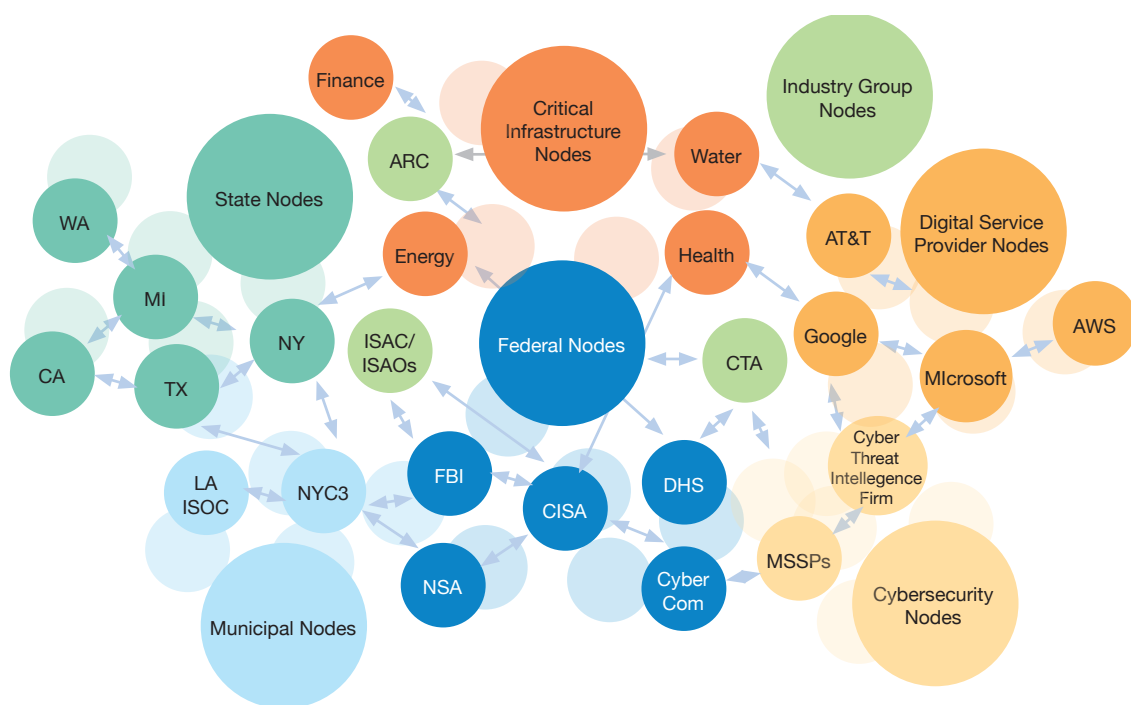 Finance
Critical
Infrastructure
Nodes
Industry Group
Nodes
ARC
Water
State Nodes
WA
Energy
Health
AT&T
Digital Service
Provider Nodes
MI
NY
ISAC/
ISAOs
Federal Nodes
CTA
Google
AWS
CA
TX
MIcrosoft
LA
ISOC
NYC3
FBI
CISA
DHS
Cyber
Threat
Intellegence
Firm
NSA
Cyber
Com
MSSPs
Cybersecurity
Nodes
Municipal Nodes